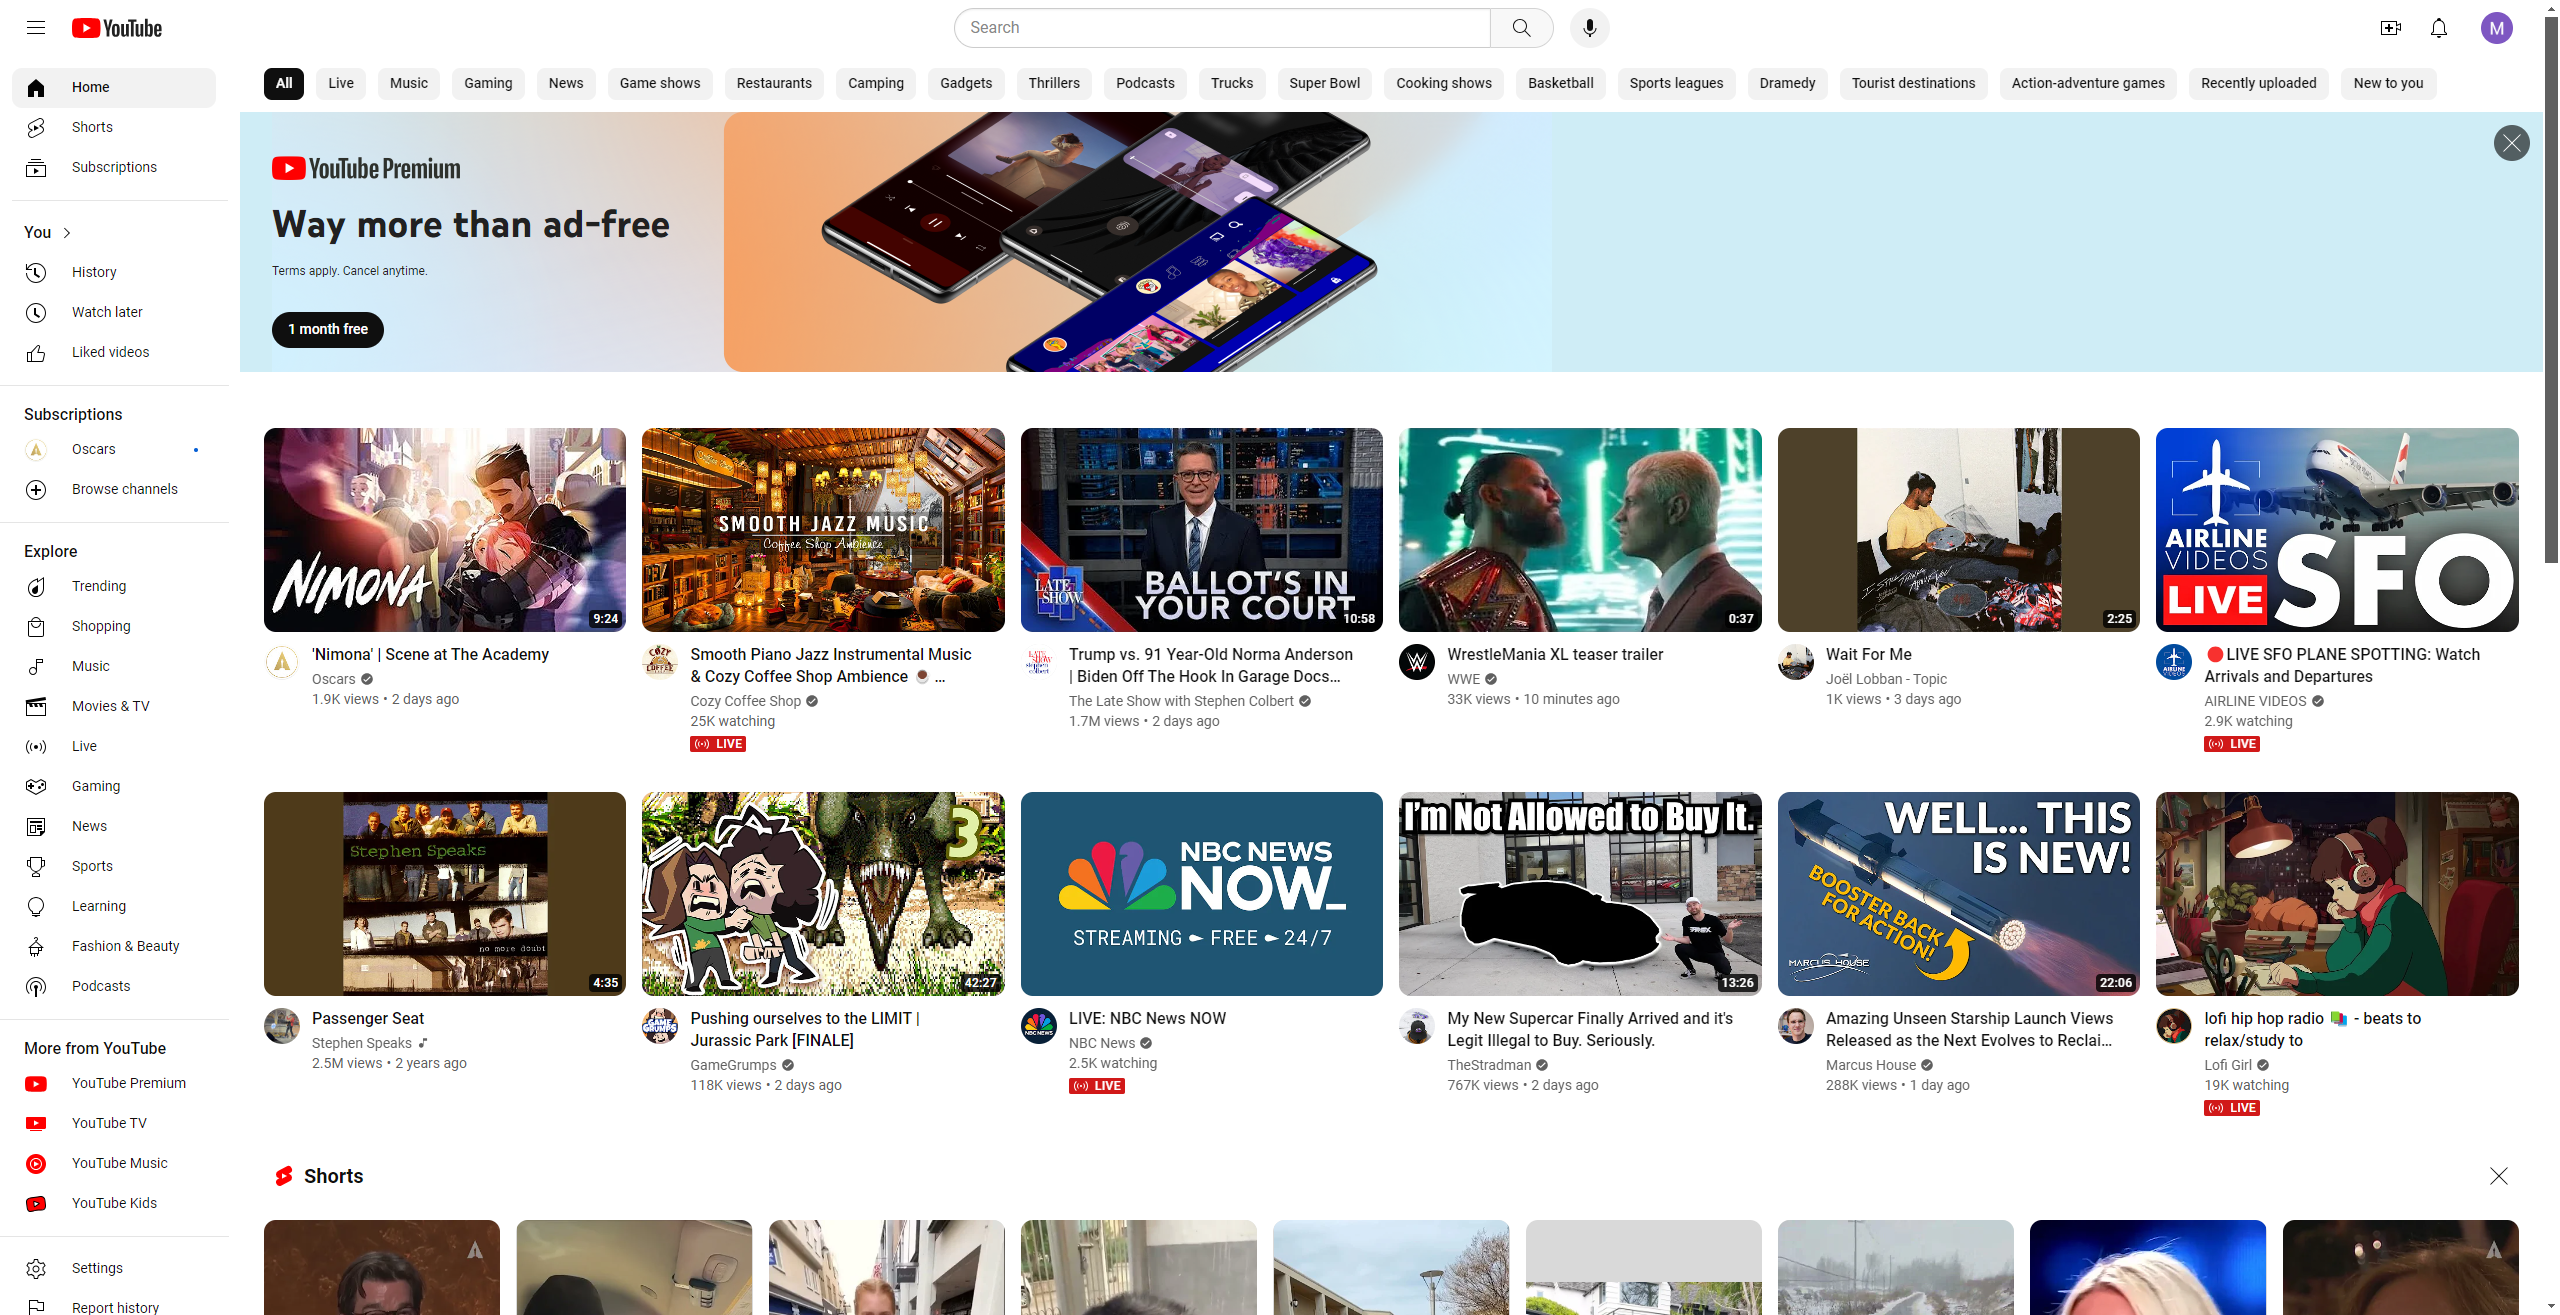 YouTube
Search
M
Home
Shorts
Subscriptions
You
History
Watch later
Liked videos
Subscriptions
Oscars
Browse channels
Explore
Trending
Shopping
Music
Movies & TV
Live
Gaming
News
Sports
Learning
Fashion & Beauty
Podcasts
More from YouTube
YouTube Premium
YouTube TV
YouTube Music
YouTube Kids
Settings
Report history
All Live Music Gaming News Game shows Restaurants Camping Gadgets Thrillers Podcasts Trucks Super Bowl Cooking shows Basketball Sports leagues Dramedy Tourist destinations Action-adventure games Recently uploaded New to you
YouTube Premium
Way more than ad-free
Terms apply. Cancel anytime.
1 month free
NIMONA
9:24
'Nimona' | Scene at The Academy
Oscars
1.9K views • 2 days ago
SMOOTH JAZZ MUSIC
Coffee Shop Ambience
Smooth Piano Jazz Instrumental Music
& Cozy Coffee Shop Ambience ☕ ...
Cozy Coffee Shop
25K watching
LIVE
LATE SHOW
BALLOT'S IN
YOUR COURT
10:58
Trump vs. 91 Year-Old Norma Anderson
| Biden Off The Hook In Garage Docs...
The Late Show with Stephen Colbert
1.7M views • 2 days ago
0:37
WrestleMania XL teaser trailer
WWE
33K views • 10 minutes ago
2:25
Wait For Me
Joël Lobban - Topic
1K views • 3 days ago
AIRLINE
VIDEOS
LIVE
SFO
🔴LIVE SFO PLANE SPOTTING: Watch
Arrivals and Departures
AIRLINE VIDEOS
2.9K watching
LIVE
Stephen Speaks
no more doubt
4:35
Passenger Seat
Stephen Speaks
2.5M views • 2 years ago
3
42:27
GAME GRUMPS
Pushing ourselves to the LIMIT |
Jurassic Park [FINALE]
GameGrumps
118K views • 2 days ago
NBC NEWS
NOW_
STREAMING FREE 24/7
LIVE: NBC News NOW
NBC News
2.5K watching
LIVE
I'm Not Allowed to Buy It.
13:26
My New Supercar Finally Arrived and it's
Legit Illegal to Buy. Seriously.
TheStradman
767K views • 2 days ago
WELL... THIS
IS NEW!
BOOSTER BACK
FOR ACTION!
MARCUS HOUSE
22:06
Amazing Unseen Starship Launch Views
Released as the Next Evolves to Reclai...
Marcus House
288K views • 1 day ago
lofi hip hop radio 📚 - beats to
relax/study to
Lofi Girl
19K watching
LIVE
Shorts